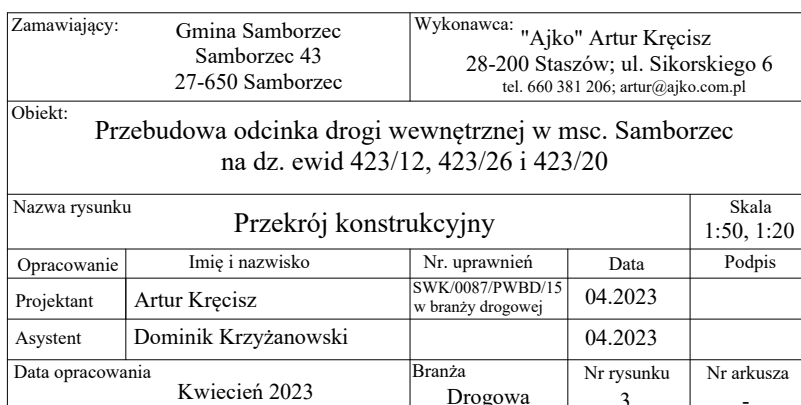 Zamawiający:
Gmina Samborzec
Samborzec 43
27-650 Samborzec
Wykonawca:
"Ajko" Artur Kręcisz
28-200 Staszów; ul. Sikorskiego 6
tel. 660 381 206; artur@ajko.com.pl
Obiekt:
Przebudowa odcinka drogi wewnętrznej w msc. Samborzec
na dz. ewid 423/12, 423/26 i 423/20
Nazwa rysunku
Przekrój konstrukcyjny
Skala
1:50, 1:20
Opracowanie Imię i nazwisko Nr. uprawnień Data Podpis
Projektant Artur Kręcisz SWK/0087/PWBD/15 04.2023
w branży drogowej
Asystent Dominik Krzyżanowski 04.2023
Data opracowania Branża Nr rysunku Nr arkusza
Kwiecień 2023 Drogowa 3 -